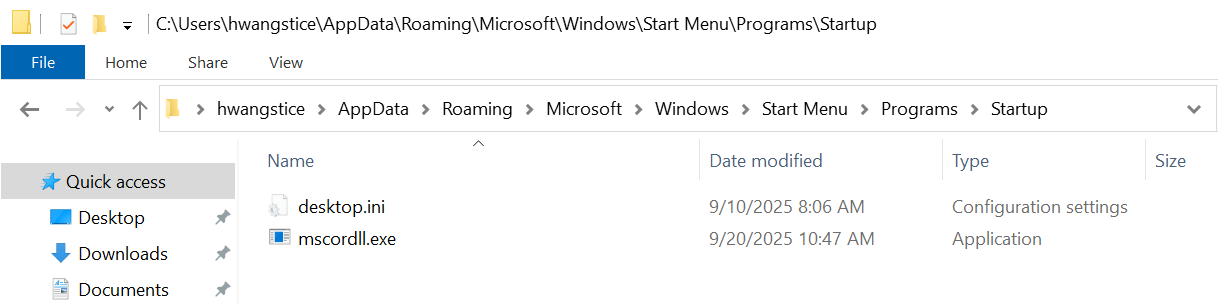 C:\Users\hwangstice\AppData\Roaming\Microsoft\Windows\Start Menu\Programs\Startup
File Home Share View
hwangstice AppData Roaming Microsoft Windows Start Menu Programs Startup
Name Date modified Type Size
Quick access
desktop.ini 9/10/2025 8:06 AM Configuration settings
Desktop
mscordll.exe 9/20/2025 10:47 AM Application
Downloads
Documents